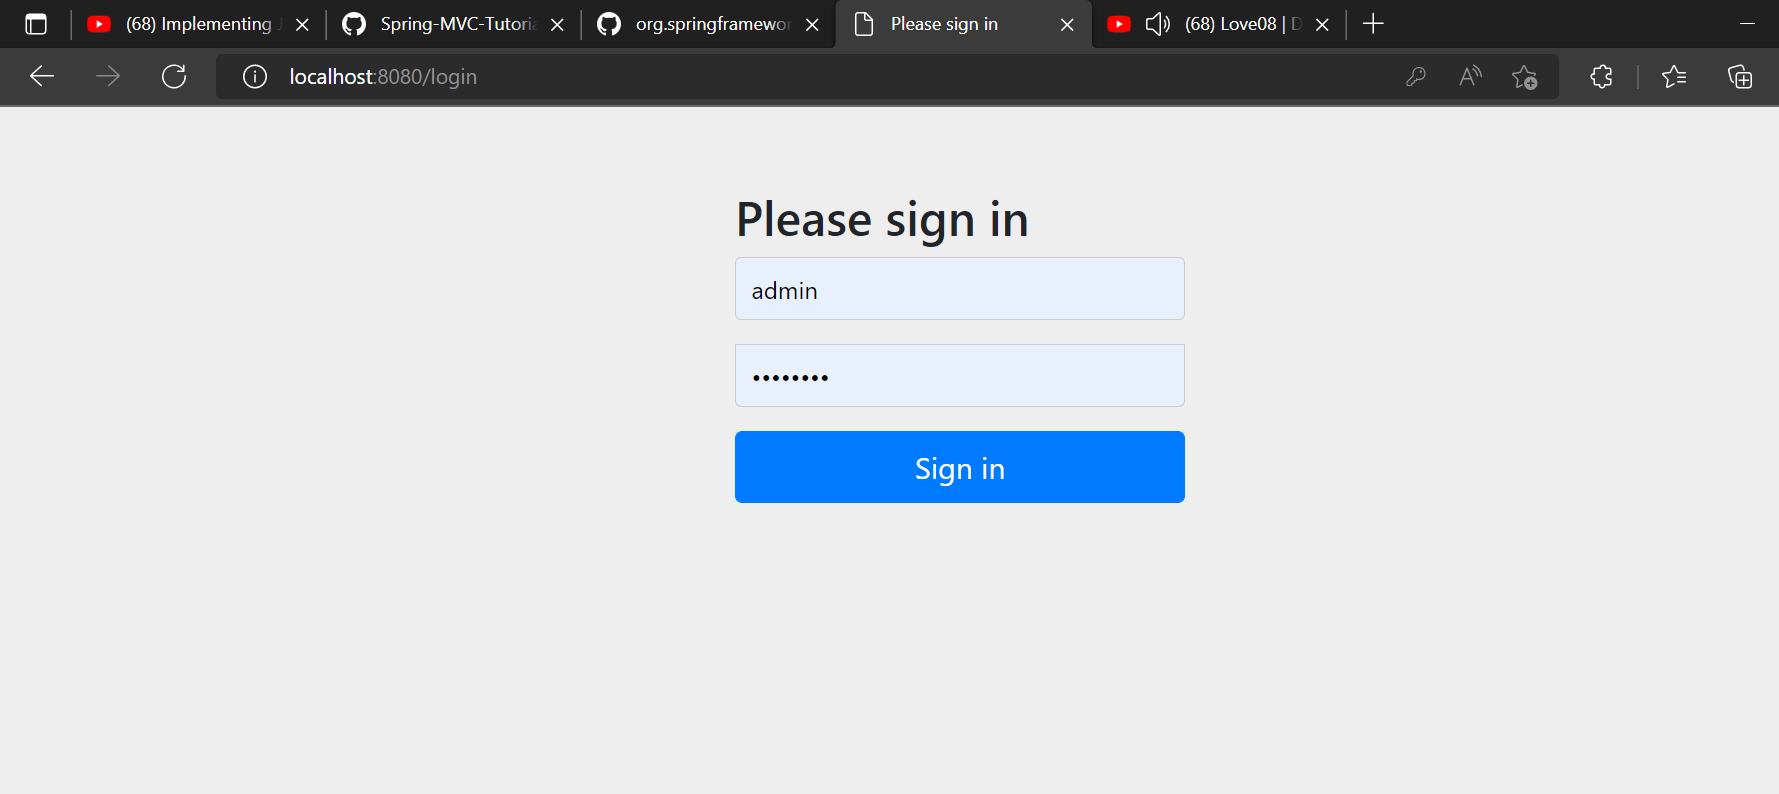 (68) Implementing J
Spring-MVC-Tutoria
org.springframewor
Please sign in
(68) Love08 | D
localhost:8080/login
Please sign in
admin
••••••••
Sign in